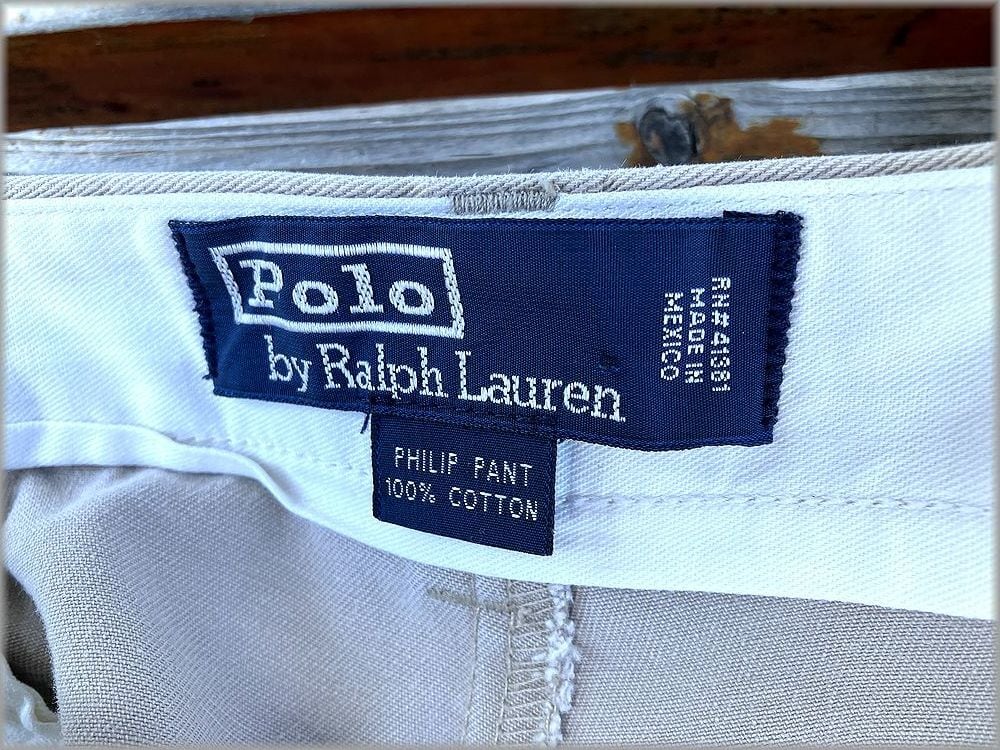 Polo
by Ralph Lauren
RN#41381
MADE IN
MEXICO
PHILIP PANT
100% COTTON